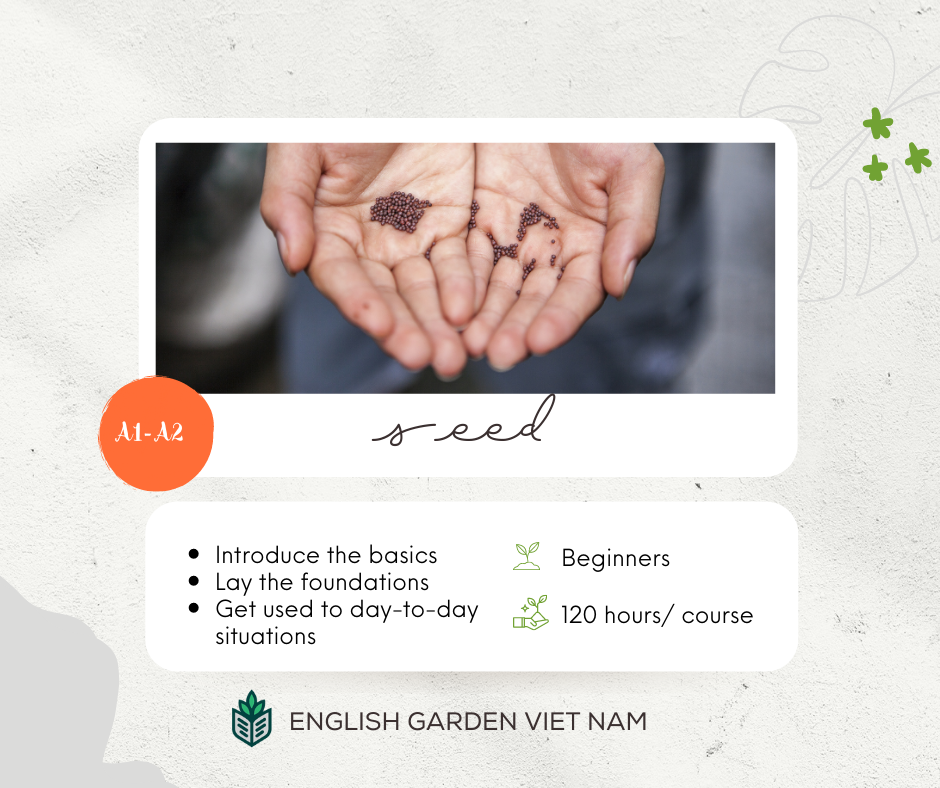 seed
A1-A2
Introduce the basics
Lay the foundations
Get used to day-to-day
situations
Beginners
120 hours/ course
ENGLISH GARDEN VIET NAM